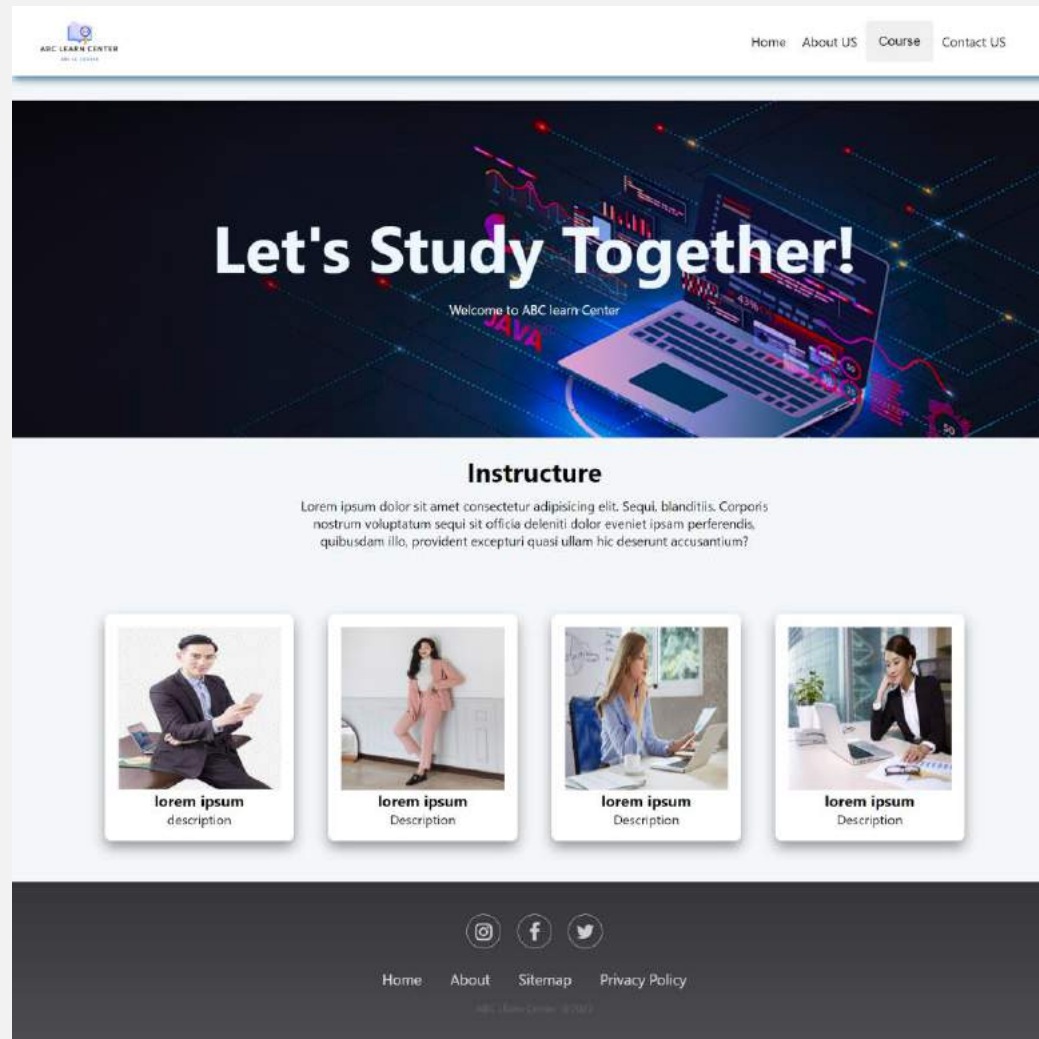 ABC LEARN CENTER
Home About US Course Contact US
Let's Study Together!
Welcome to ABC learn Center
JAVA
43%
50
50
Instructure
Lorem ipsum dolor sit amet consectetur adipisicing elit. Sequi, blanditiis. Corporis
nostrum voluptatum sequi sit officia deleniti dolor eveniet ipsam perferendis,
quibusdam illo, provident excepturi quasi ullam hic deserunt accusantium?
lorem ipsum
description
lorem ipsum
Description
lorem ipsum
Description
lorem ipsum
Description
Home About Sitemap Privacy Policy